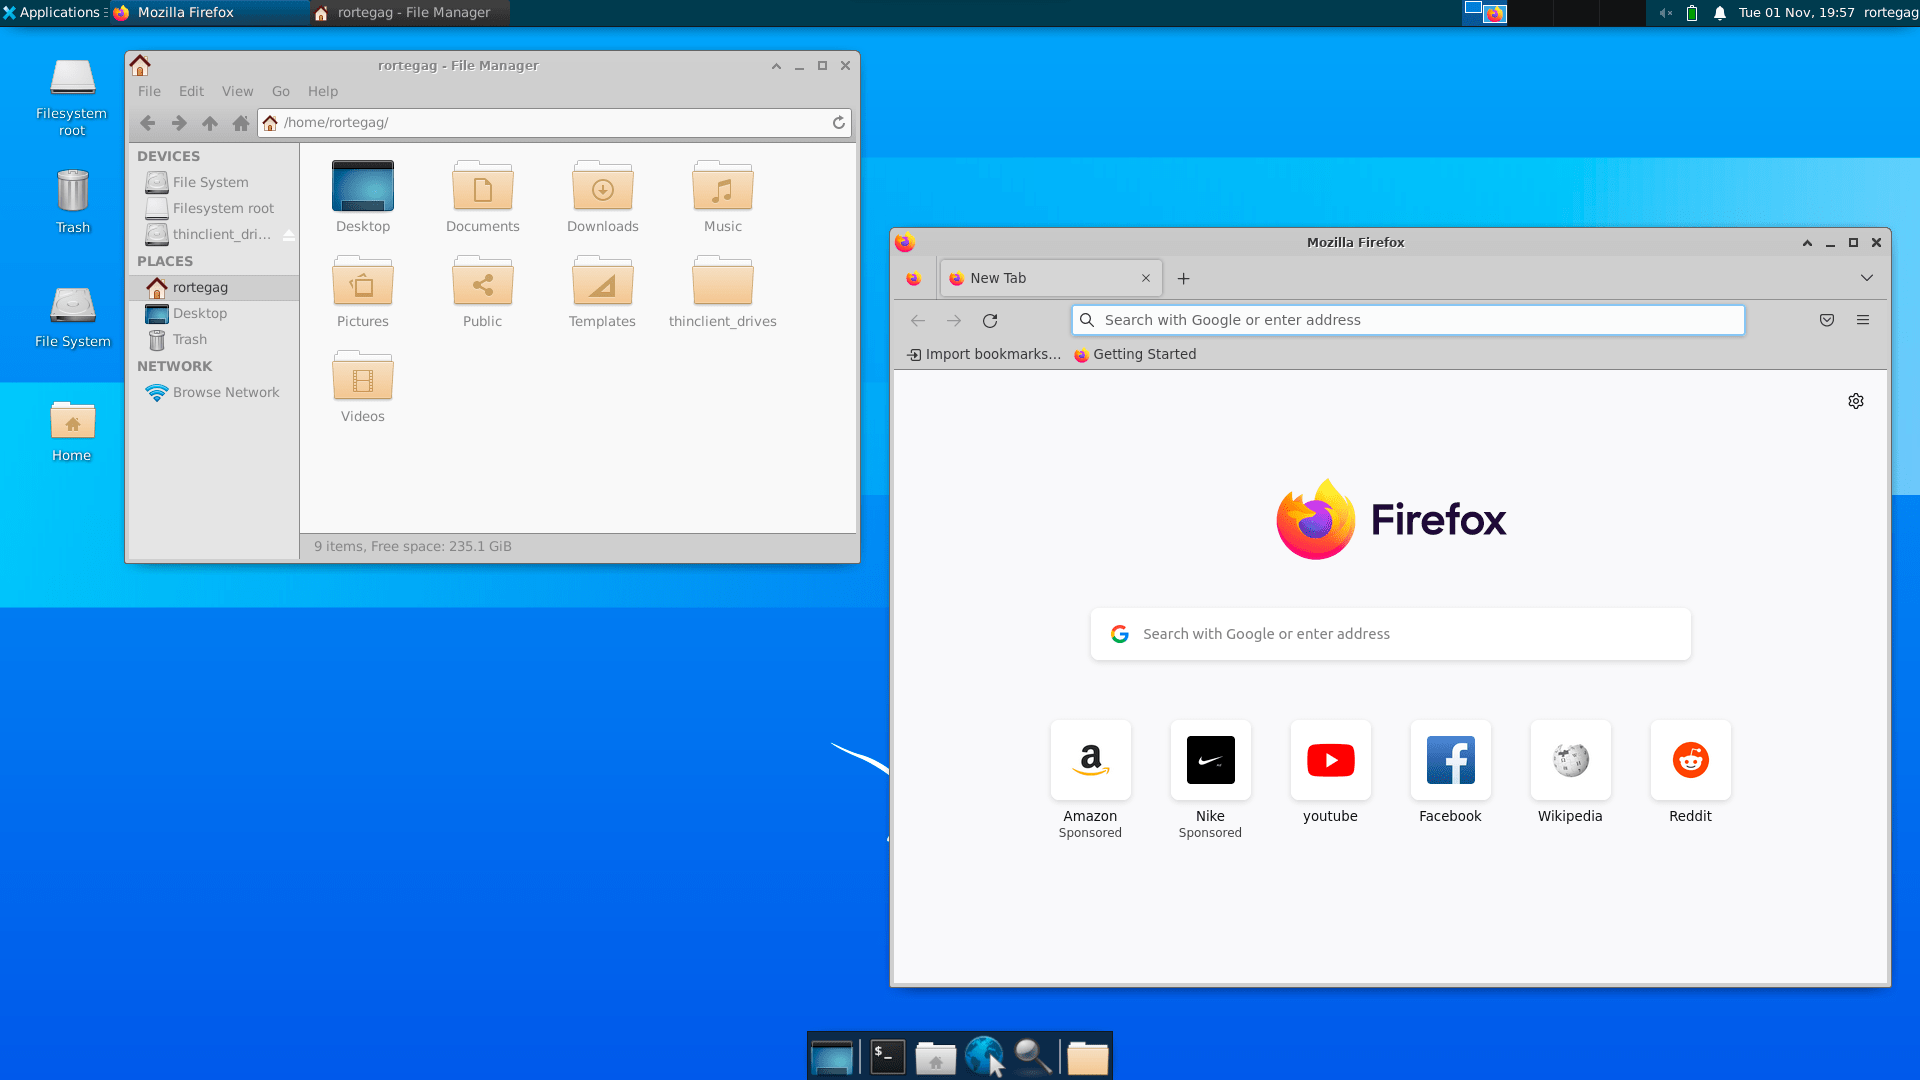 Applications
Mozilla Firefox
rortegag - File Manager
Tue 01 Nov, 19:57
rortegag
Filesystem
root
Trash
File System
Home
rortegag - File Manager
File Edit View Go Help
/home/rortegag/
DEVICES
File System
Filesystem root
thinclient_dri...
PLACES
rortegag
Desktop
Trash
NETWORK
Browse Network
Desktop
Documents
Downloads
Music
Pictures
Public
Templates
thinclient_drives
Videos
9 items, Free space: 235.1 GiB
Mozilla Firefox
New Tab
Search with Google or enter address
Import bookmarks...
Getting Started
Firefox
Search with Google or enter address
Amazon
Sponsored
Nike
Sponsored
youtube
Facebook
Wikipedia
Reddit
$_